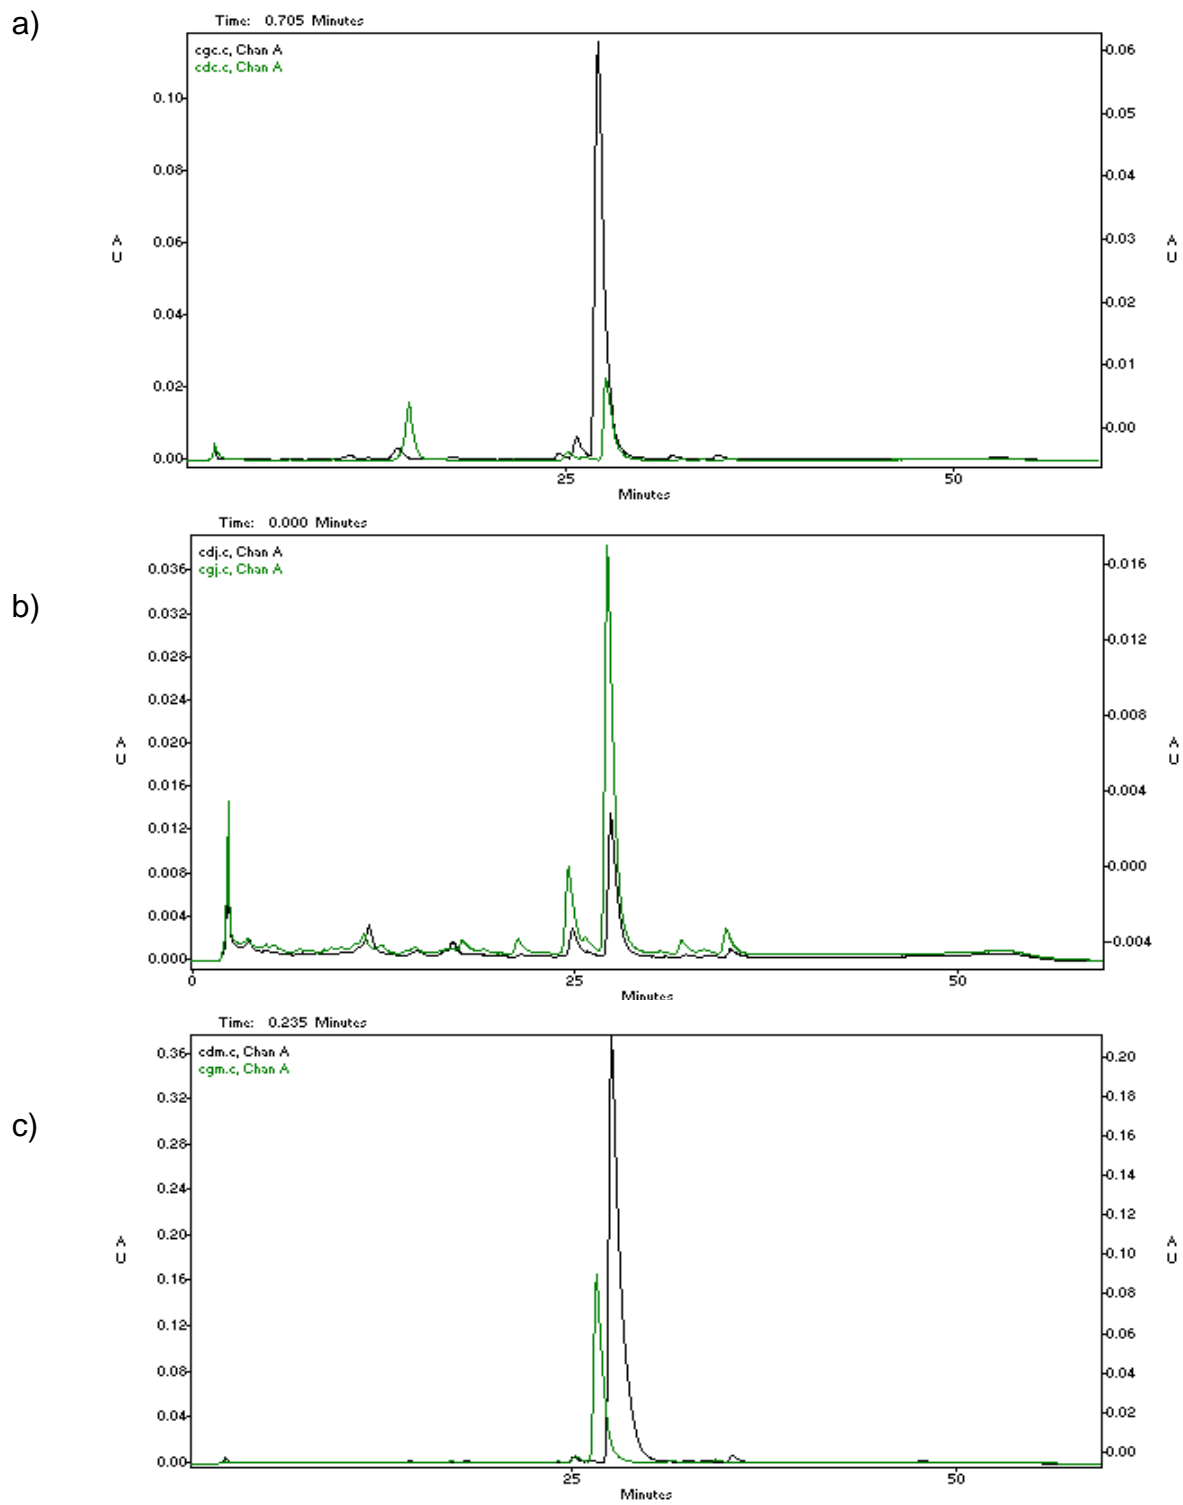 a)
Time: 0.705 Minutes
cgc.c, Chan A
cdc.c, Chan A
0.10
0.08
0.06
0.04
0.02
0.00
A
U
0.06
0.05
0.04
0.03
0.02
0.01
0.00
A
U
25
50
Minutes
b)
Time: 0.000 Minutes
cdj.c, Chan A
cgj.c, Chan A
0.036
0.032
0.028
0.024
0.020
0.016
0.012
0.008
0.004
0.000
A
U
0.016
0.012
0.008
0.004
0.000
-0.004
A
U
0
25
50
Minutes
c)
Time: 0.235 Minutes
cdm.c, Chan A
cgm.c, Chan A
0.36
0.32
0.28
0.24
0.20
0.16
0.12
0.08
0.04
0.00
A
U
0.20
0.18
0.16
0.14
0.12
0.10
0.08
0.06
0.04
0.02
0.00
A
U
25
50
Minutes